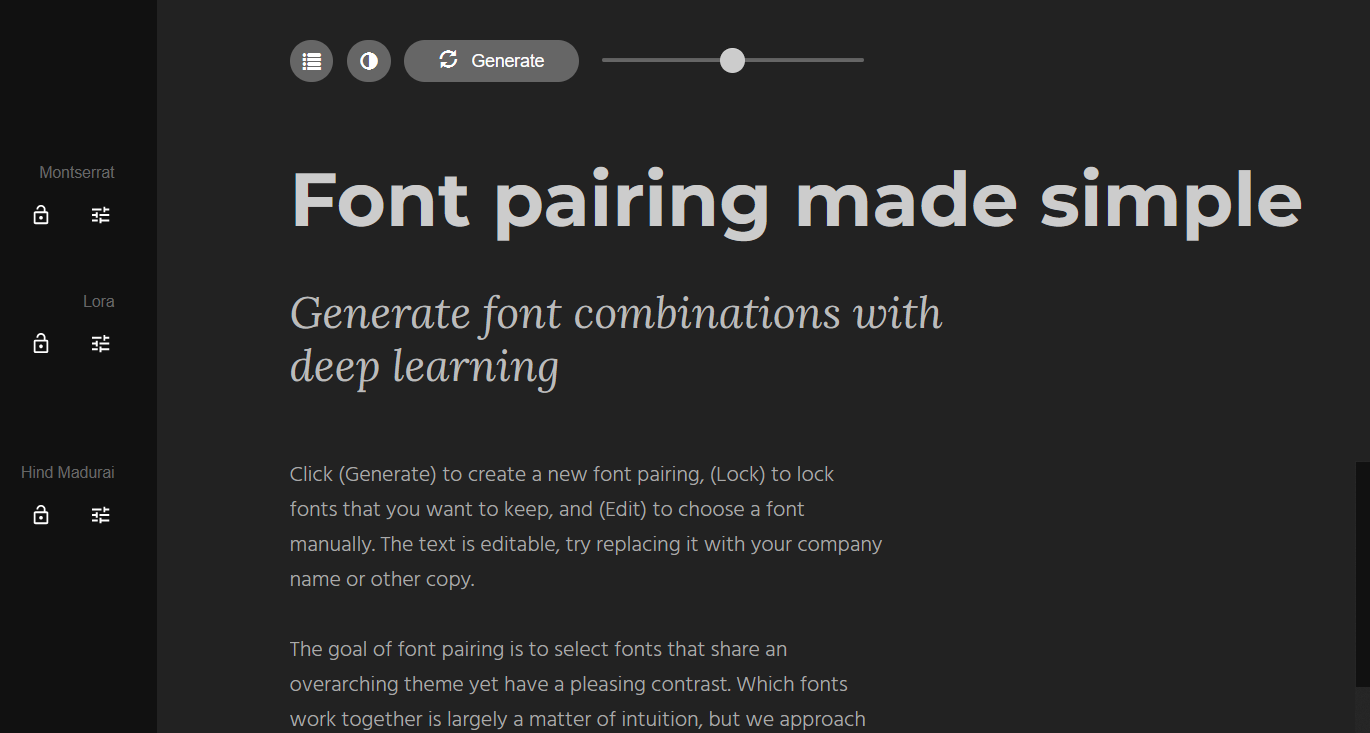 Generate
Montserrat
Font pairing made simple
Lora
Generate font combinations with
deep learning
Hind Madurai
Click (Generate) to create a new font pairing, (Lock) to lock
fonts that you want to keep, and (Edit) to choose a font
manually. The text is editable, try replacing it with your company
name or other copy.
The goal of font pairing is to select fonts that share an
overarching theme yet have a pleasing contrast. Which fonts
work together is largely a matter of intuition, but we approach